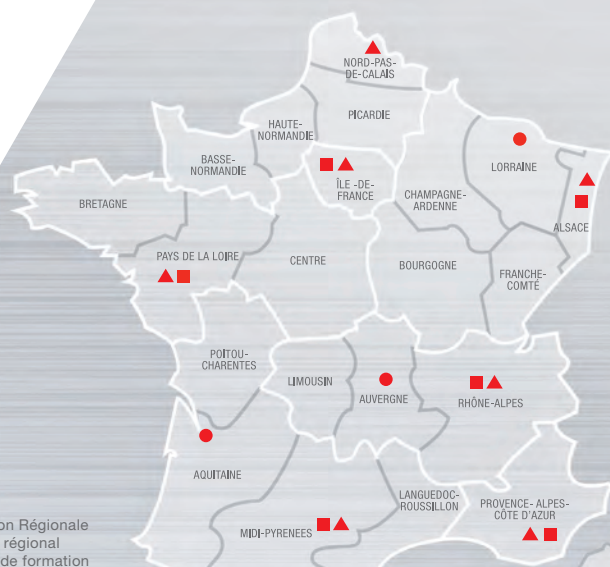 NORD-PAS-
DE-CALAIS
PICARDIE
HAUTE-
NORMANDIE
BASSE-
NORMANDIE
ÎLE -DE-
FRANCE
LORRAINE
CHAMPAGNE-
ARDENNE
ALSACE
BRETAGNE
PAYS DE LA LOIRE
CENTRE
BOURGOGNE
FRANCHE-
COMTÉ
POITOU-
CHARENTES
LIMOUSIN
AUVERGNE
RHÔNE-ALPES
AQUITAINE
LANGUEDOC-
ROUSSILLON
PROVENCE- ALPES-
CÔTE D'AZUR
MIDI-PYRENEES
on Régionale
régional
de formation